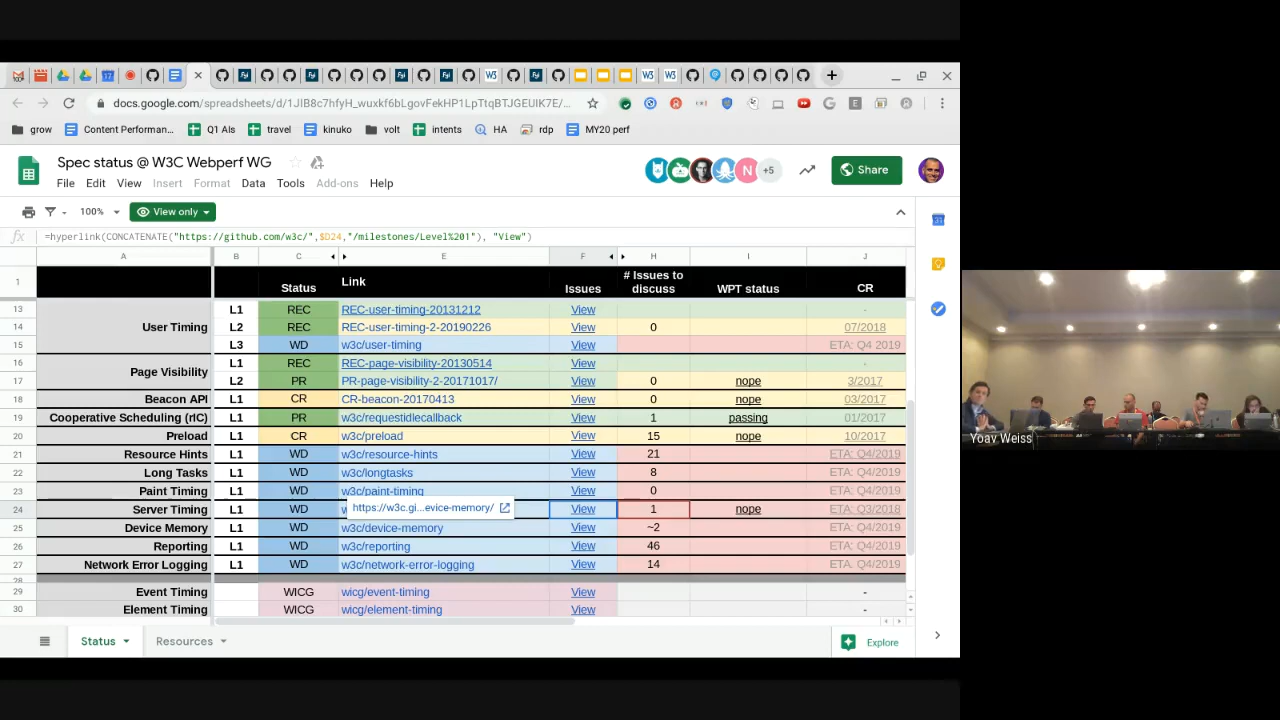 docs.google.com/spreadsheets/d/1JIB8c7hfyH_wuxkf6bLgovFekHP1LpTtqBTJGEUIK7E/...
grow Content Performan... Q1 AIs travel kinuko volt intents HA rdp MY20 perf
Spec status @ W3C Webperf WG
N +5 Share
File Edit View Insert Format Data Tools Add-ons Help
100% View only
fx =hyperlink(CONCATENATE("https://github.com/w3c/",$D24,"/milestones/Level%201"), "View")
A B C E F H I J
1 Status Link Issues # Issues to discuss WPT status CR
13 L1 REC REC-user-timing-20131212 View -
14 User Timing L2 REC REC-user-timing-2-20190226 View 0 07/2018
15 L3 WD w3c/user-timing View ETA: Q4 2019
16 Page Visibility L1 REC REC-page-visibility-20130514 View -
17 L2 PR PR-page-visibility-2-20171017/ View 0 nope 3/2017
18 Beacon API L1 CR CR-beacon-20170413 View 0 nope 03/2017
19 Cooperative Scheduling (rIC) L1 PR w3c/requestidlecallback View 1 passing 01/2017
20 Preload L1 CR w3c/preload View 15 nope 10/2017
21 Resource Hints L1 WD w3c/resource-hints View 21 ETA: Q4/2019
22 Long Tasks L1 WD w3c/longtasks View 8 ETA: Q4/2019
23 Paint Timing L1 WD w3c/paint-timing View 0 ETA: Q4/2019
24 Server Timing L1 WD w https://w3c.gi...evice-memory/ View 1 nope ETA: Q3/2018
25 Device Memory L1 WD w3c/device-memory View ~2 ETA: Q4/2019
26 Reporting L1 WD w3c/reporting View 46 ETA: Q4/2019
27 Network Error Logging L1 WD w3c/network-error-logging View 14 ETA: Q4/2019
28
29 Event Timing WICG wicg/event-timing View -
30 Element Timing WICG wicg/element-timing View -
Status Resources Explore
Yoav Weiss